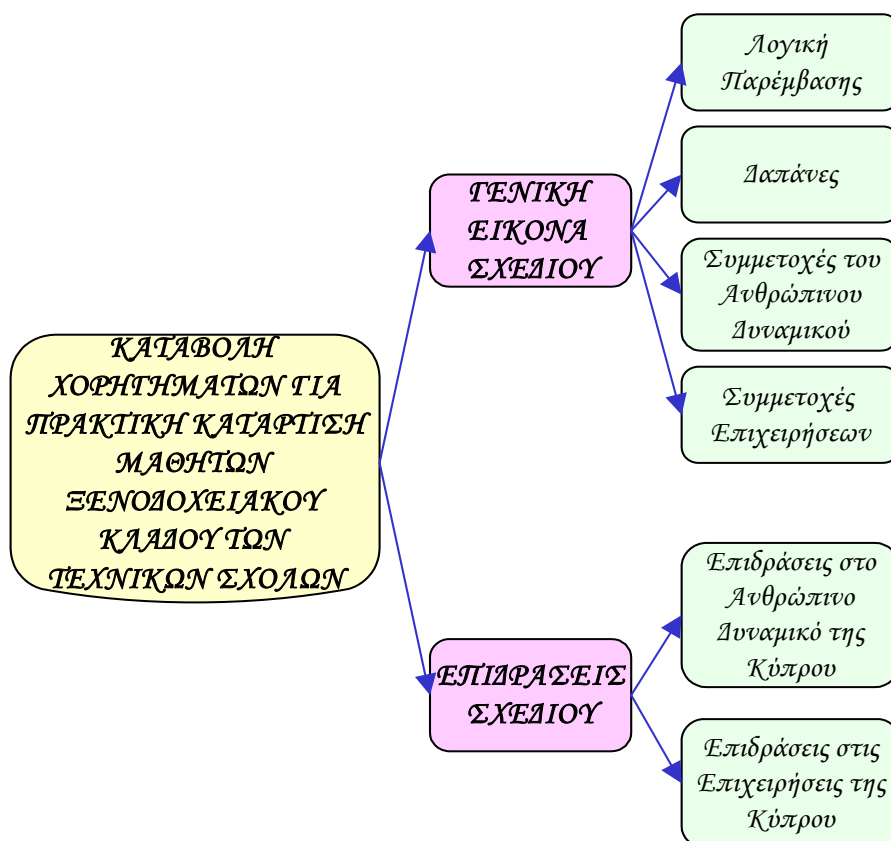 ΚΑΤΑΒΟΛΗ
ΧΟΡΗΓΗΜΑΤΩΝ ΓΙΑ
ΠΡΑΚΤΙΚΗ ΚΑΤΑΡΤΙΣΗ
ΜΑΘΗΤΩΝ
ΞΕΝΟΔΟΧΕΙΑΚΟΥ
ΚΛΑΔΟΥ ΤΩΝ
ΤΕΧΝΙΚΩΝ ΣΧΟΛΩΝ
ΓΕΝΙΚΗ
ΕΙΚΟΝΑ
ΣΧΕΔΙΟΥ
Λογική
Παρέμβασης
Δαπάνες
Συμμετοχές του
Ανθρώπινου
Δυναμικού
Συμμετοχές
Επιχειρήσεων
ΕΠΙΔΡΑΣΕΙΣ
ΣΧΕΔΙΟΥ
Επιδράσεις στο
Ανθρώπινο
Δυναμικό της
Κύπρου
Επιδράσεις στις
Επιχειρήσεις της
Κύπρου